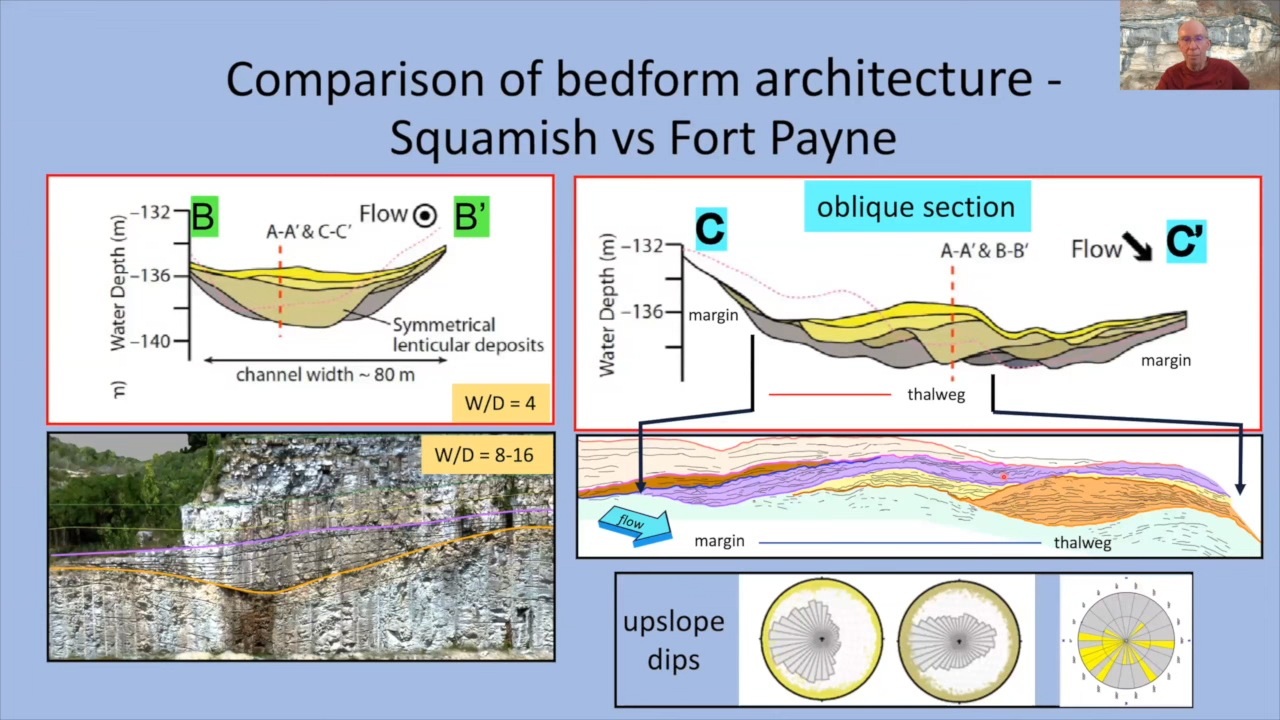 Comparison of bedform architecture -
Squamish vs Fort Payne
B
B’
Flow
A-A’ & C-C’
Water Depth (m)
–132
–136
–140
Symmetrical
lenticular deposits
channel width ~ 80 m
m)
W/D = 4
oblique section
C
C’
A-A’ & B-B’
Flow
Water Depth (m)
–132
–136
margin
margin
thalweg
W/D = 8-16
flow
margin
thalweg
upslope
dips